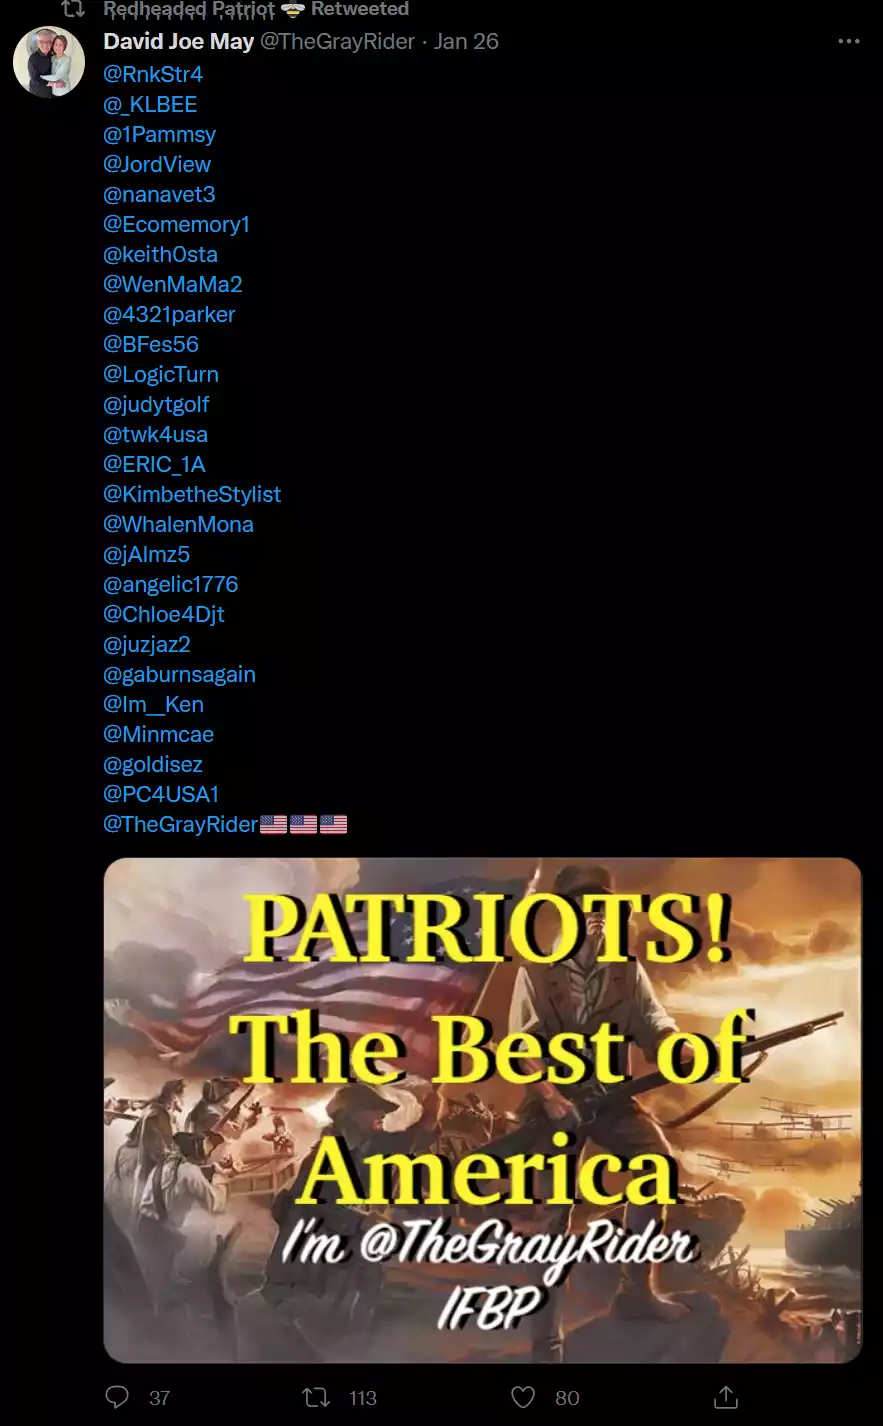 Redheaded Patriot 🐝 Retweeted
David Joe May @TheGrayRider · Jan 26
@RnkStr4
@_KLBEE
@1Pammsy
@JordView
@nanavet3
@Ecomemory1
@keith0sta
@WenMaMa2
@4321parker
@BFes56
@LogicTurn
@judytgolf
@twk4usa
@ERIC_1A
@KimbetheStylist
@WhalenMona
@jAlmz5
@angelic1776
@Chloe4Djt
@juzjaz2
@gaburnsagain
@Im__Ken
@Minmcae
@goldisez
@PC4USA1
@TheGrayRider🇺🇸🇺🇸🇺🇸
PATRIOTS!
The Best of
America
I'm @TheGrayRider
IFBP
37 113 80